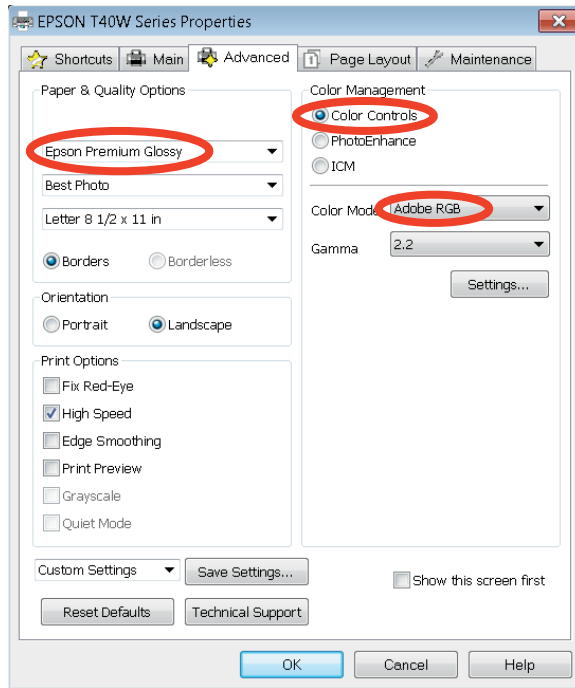 EPSON T40W Series Properties
Shortcuts Main Advanced Page Layout Maintenance
Paper & Quality Options
Epson Premium Glossy
Best Photo
Letter 8 1/2 x 11 in
Borders Borderless
Orientation
Portrait Landscape
Print Options
Fix Red-Eye
High Speed
Edge Smoothing
Print Preview
Grayscale
Quiet Mode
Color Management
Color Controls
PhotoEnhance
ICM
Color Mode Adobe RGB
Gamma 2.2
Settings...
Custom Settings Save Settings...
Show this screen first
Reset Defaults Technical Support
OK Cancel Help